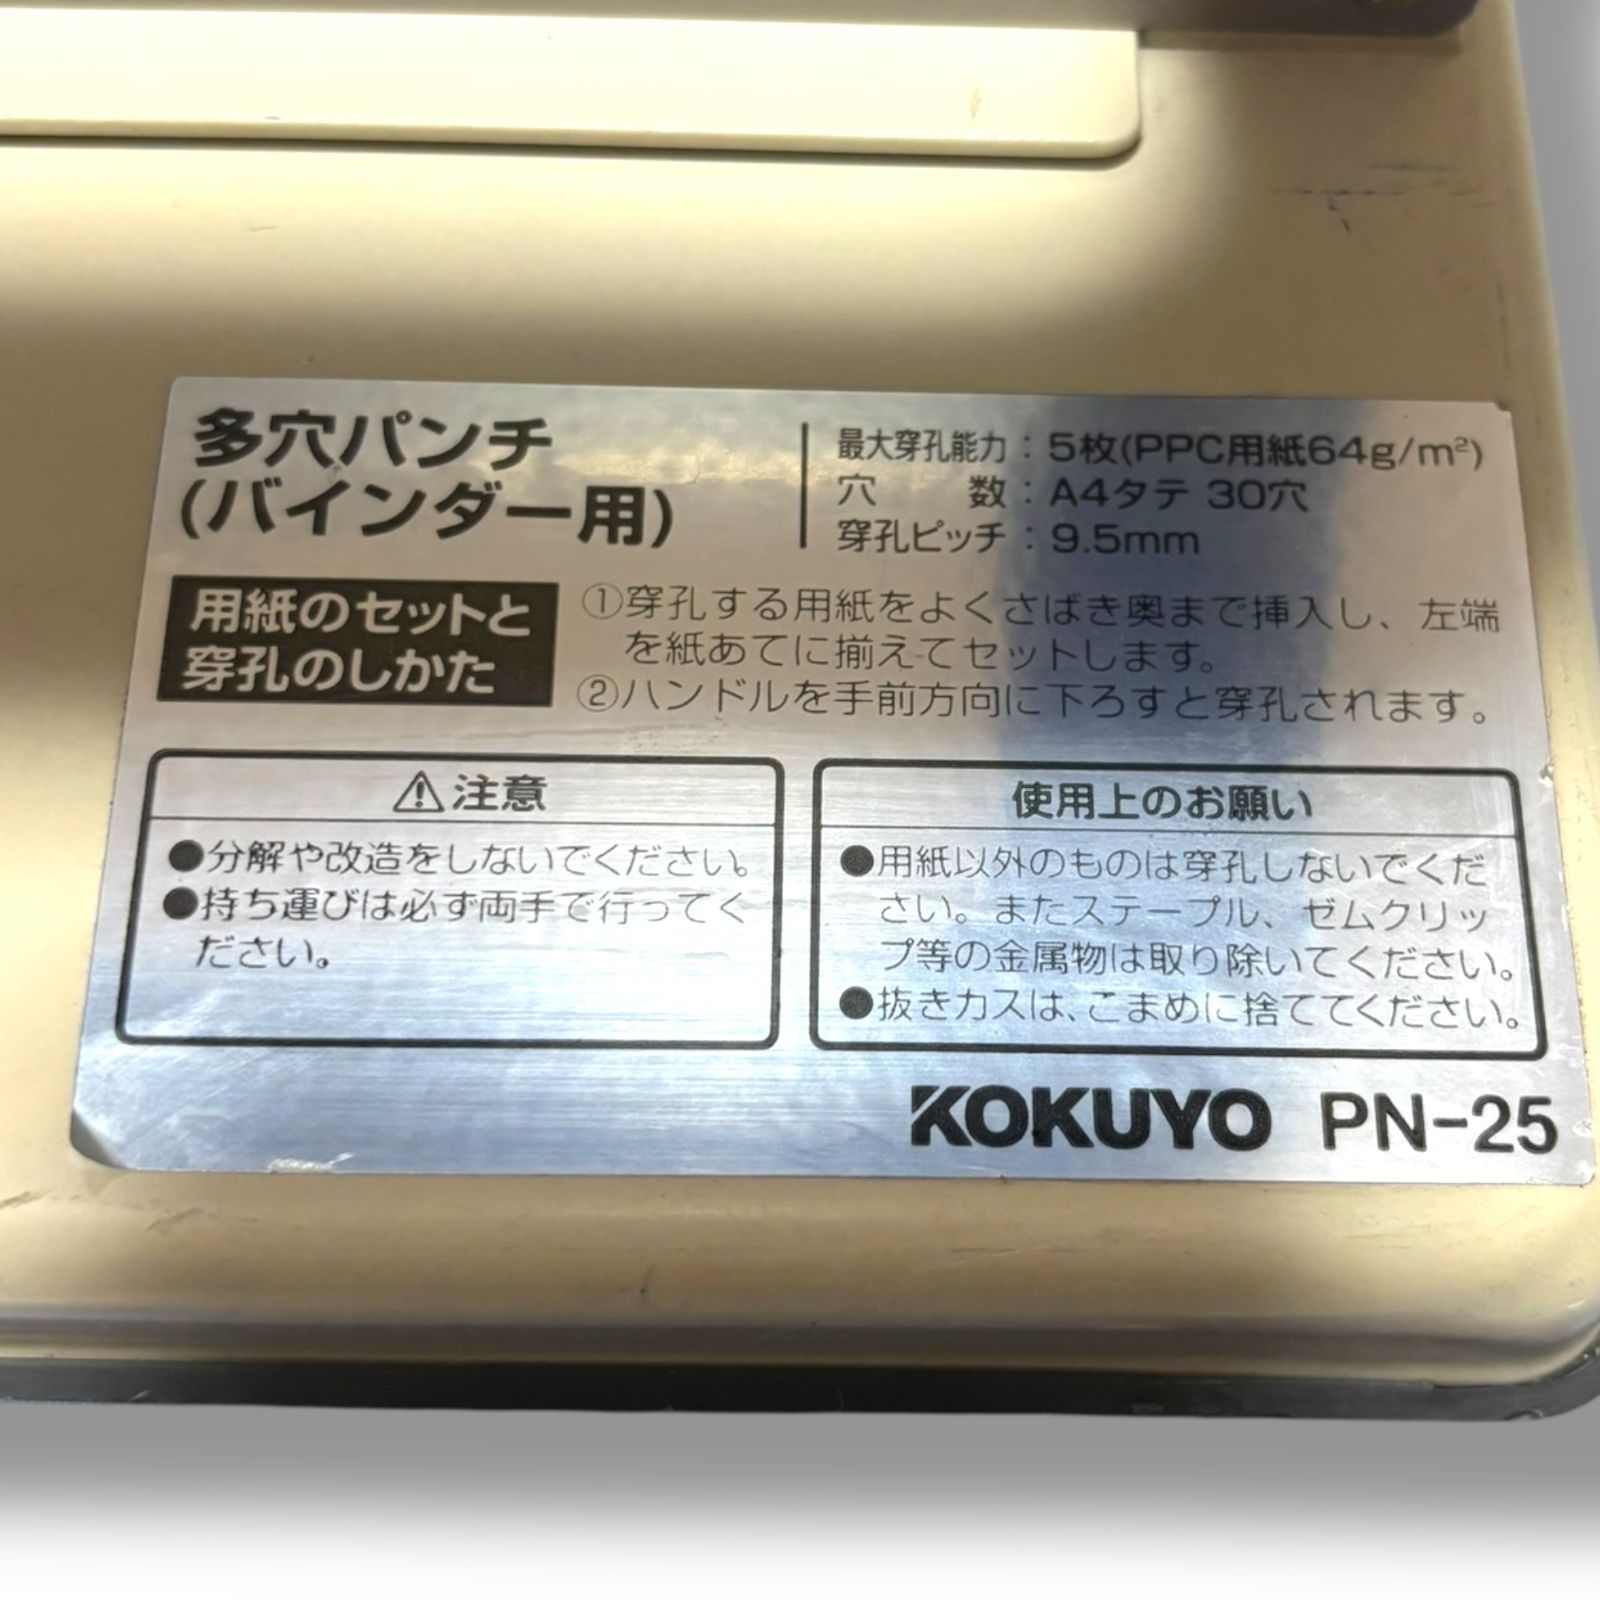 多穴パンチ
(バインダー用)
最大穿孔能力：5枚(PPC用紙64g/m²)
穴　　数：A4タテ 30穴
穿孔ピッチ：9.5mm
用紙のセットと
穿孔のしかた
①穿孔する用紙をよくさばき奥まで挿入し、左端
を紙あてに揃えてセットします。
②ハンドルを手前方向に下ろすと穿孔されます。
⚠注意
●分解や改造をしないでください。
●持ち運びは必ず両手で行ってく
ださい。
使用上のお願い
●用紙以外のものは穿孔しないでくだ
さい。またステープル、ゼムクリッ
プ等の金属物は取り除いてください。
●抜きカスは、こまめに捨ててください。
KOKUYO PN-25